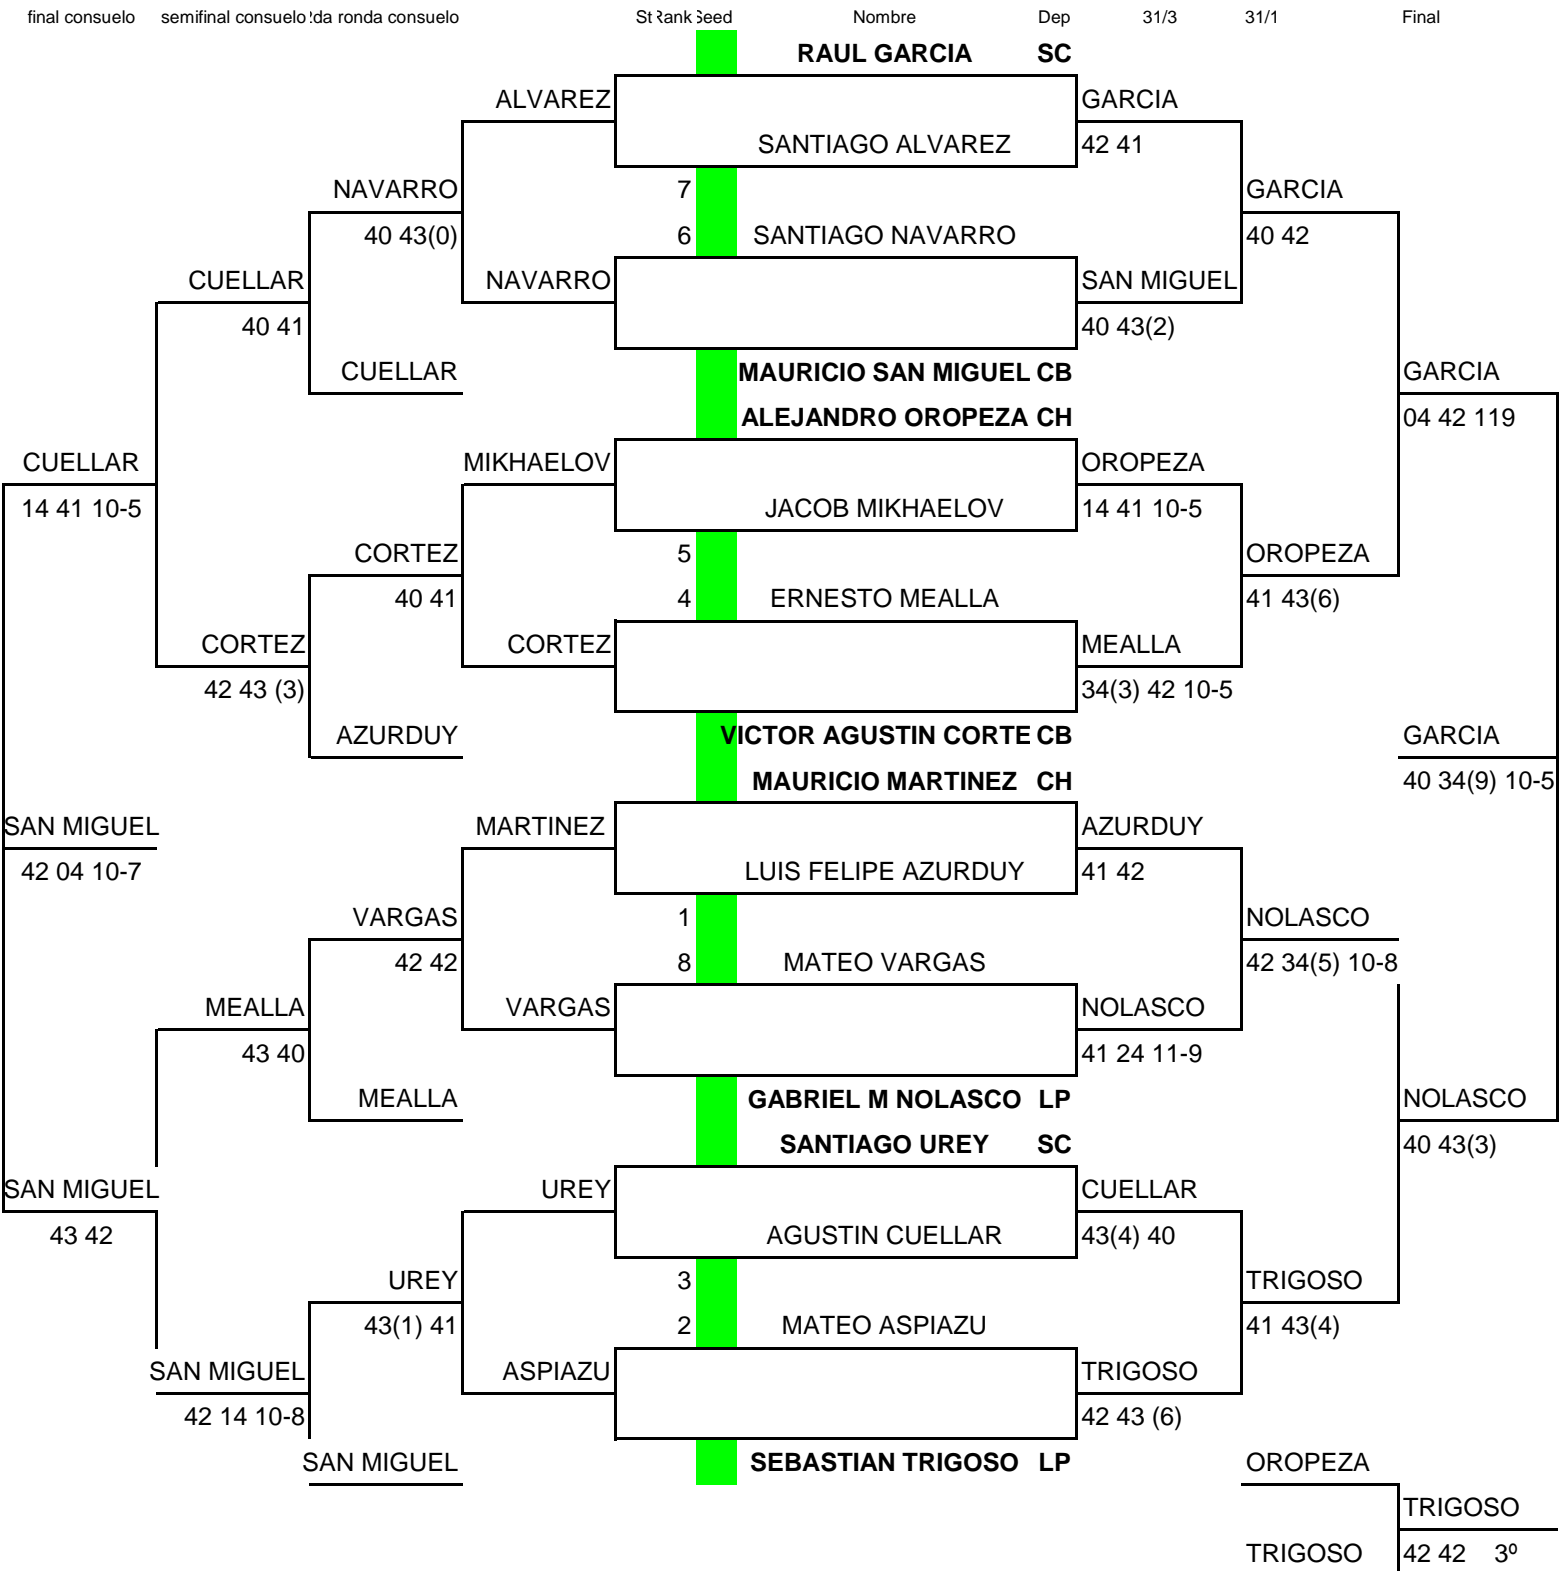 final consuelo semifinal consuelo 2da ronda consuelo St Rank Seed Nombre Dep 31/3 31/1 Final
RAUL GARCIA SC
ALVAREZ GARCIA
SANTIAGO ALVAREZ 42 41
NAVARRO 7 GARCIA
40 43(0) 6 SANTIAGO NAVARRO 40 42
CUELLAR NAVARRO SAN MIGUEL
40 41 40 43(2)
CUELLAR MAURICIO SAN MIGUEL CB GARCIA
ALEJANDRO OROPEZA CH 04 42 119
CUELLAR MIKHAELOV OROPEZA
14 41 10-5 JACOB MIKHAELOV 14 41 10-5
CORTEZ 5 OROPEZA
40 41 4 ERNESTO MEALLA 41 43(6)
CORTEZ CORTEZ MEALLA
42 43 (3) 34(3) 42 10-5
AZURDUY VICTOR AGUSTIN CORTE CB GARCIA
MAURICIO MARTINEZ CH 40 34(9) 10-5
SAN MIGUEL MARTINEZ AZURDUY
42 04 10-7 LUIS FELIPE AZURDUY 41 42
VARGAS 1 NOLASCO
42 42 8 MATEO VARGAS 42 34(5) 10-8
MEALLA VARGAS NOLASCO
43 40 41 24 11-9
MEALLA GABRIEL M NOLASCO LP NOLASCO
SANTIAGO UREY SC 40 43(3)
SAN MIGUEL UREY CUELLAR
43 42 AGUSTIN CUELLAR 43(4) 40
UREY 3 TRIGOSO
43(1) 41 2 MATEO ASPIAZU 41 43(4)
SAN MIGUEL ASPIAZU TRIGOSO
42 14 10-8 42 43 (6)
SAN MIGUEL SEBASTIAN TRIGOSO LP OROPEZA
TRIGOSO
TRIGOSO 42 42 3º